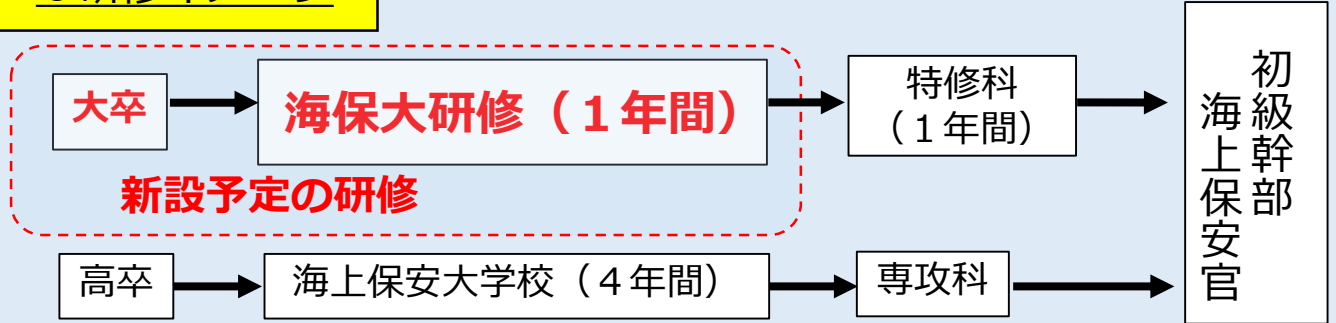 大卒
海保大研修（１年間）
特修科
（１年間）
新設予定の研修
高卒
海上保安大学校（４年間）
専攻科
初級幹部
海上保安官